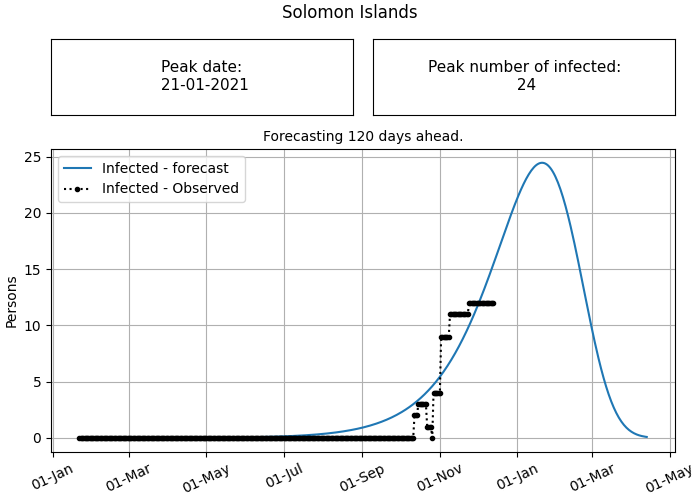 Solomon Islands
Peak date:
21-01-2021
Peak number of infected:
24
Forecasting 120 days ahead.
Infected - forecast
Infected - Observed
Persons
25
20
15
10
5
0
01-Jan
01-Mar
01-May
01-Jul
01-Sep
01-Nov
01-Jan
01-Mar
01-May